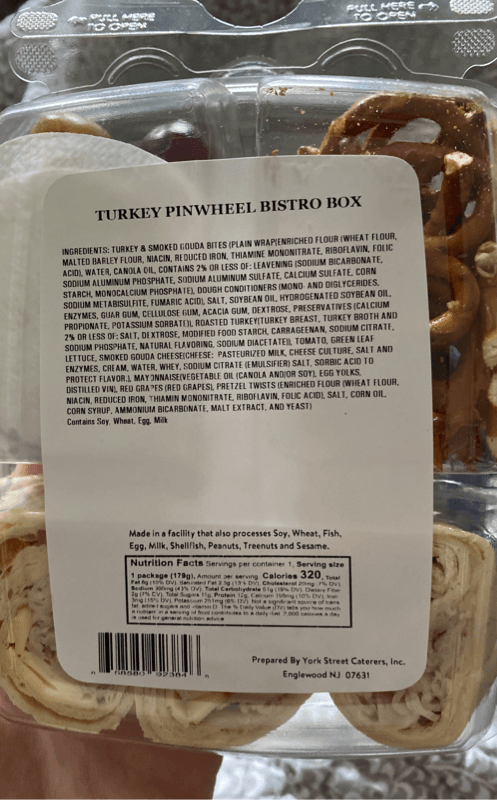 PULL HERE
TO OPEN
PULL HERE
TO OPEN
TURKEY PINWHEEL BISTRO BOX
INGREDIENTS: TURKEY & SMOKED GOUDA BITES (PLAIN WRAP(ENRICHED FLOUR (WHEAT FLOUR,
MALTED BARLEY FLOUR, NIACIN, REDUCED IRON, THIAMINE MONONITRATE, RIBOFLAVIN, FOLIC
ACID), WATER, CANOLA OIL, CONTAINS 2% OR LESS OF: LEAVENING (SODIUM BICARBONATE,
SODIUM ALUMINUM PHOSPHATE, SODIUM ALUMINUM SULFATE, CALCIUM SULFATE, CORN
STARCH, MONOCALCIUM PHOSPHATE), DOUGH CONDITIONERS (MONO- AND DIGLYCERIDES,
SODIUM METABISULFITE, FUMARIC ACID), SALT, SOYBEAN OIL, HYDROGENATED SOYBEAN OIL,
ENZYMES, GUAR GUM, CELLULOSE GUM, ACACIA GUM, DEXTROSE, PRESERVATIVES (CALCIUM
PROPIONATE, POTASSIUM SORBATE)), ROASTED TURKEY(TURKEY BREAST, TURKEY BROTH AND
2% OR LESS OF: SALT, DEXTROSE, MODIFIED FOOD STARCH, CARRAGEENAN, SODIUM CITRATE,
SODIUM PHOSPHATE, NATURAL FLAVORING, SODIUM DIACETATE), TOMATO, GREEN LEAF
LETTUCE, SMOKED GOUDA CHEESE(CHEESE: PASTEURIZED MILK, CHEESE CULTURE, SALT AND
ENZYMES, CREAM, WATER, WHEY, SODIUM CITRATE (EMULSIFIER) SALT, SORBIC ACID TO
PROTECT FLAVOR.), MAYONNAISE(VEGETABLE OIL (CANOLA AND/OR SOY), EGG YOLKS,
DISTILLED VIN), RED GRAPES (RED GRAPES), PRETZEL TWISTS (ENRICHED FLOUR (WHEAT FLOUR,
NIACIN, REDUCED IRON, THIAMIN MONONITRATE, RIBOFLAVIN, FOLIC ACID), SALT, CORN OIL,
CORN SYRUP, AMMONIUM BICARBONATE, MALT EXTRACT, AND YEAST)
Contains Soy, Wheat, Egg, Milk
Made in a facility that also processes Soy, Wheat, Fish,
Egg, Milk, Shellfish, Peanuts, Treenuts and Sesame.
Nutrition Facts Servings per container 1, Serving size
1 package (179g), Amount per serving Calories 320, Total
Prepared By York Street Caterers, Inc.
Englewood NJ 07631